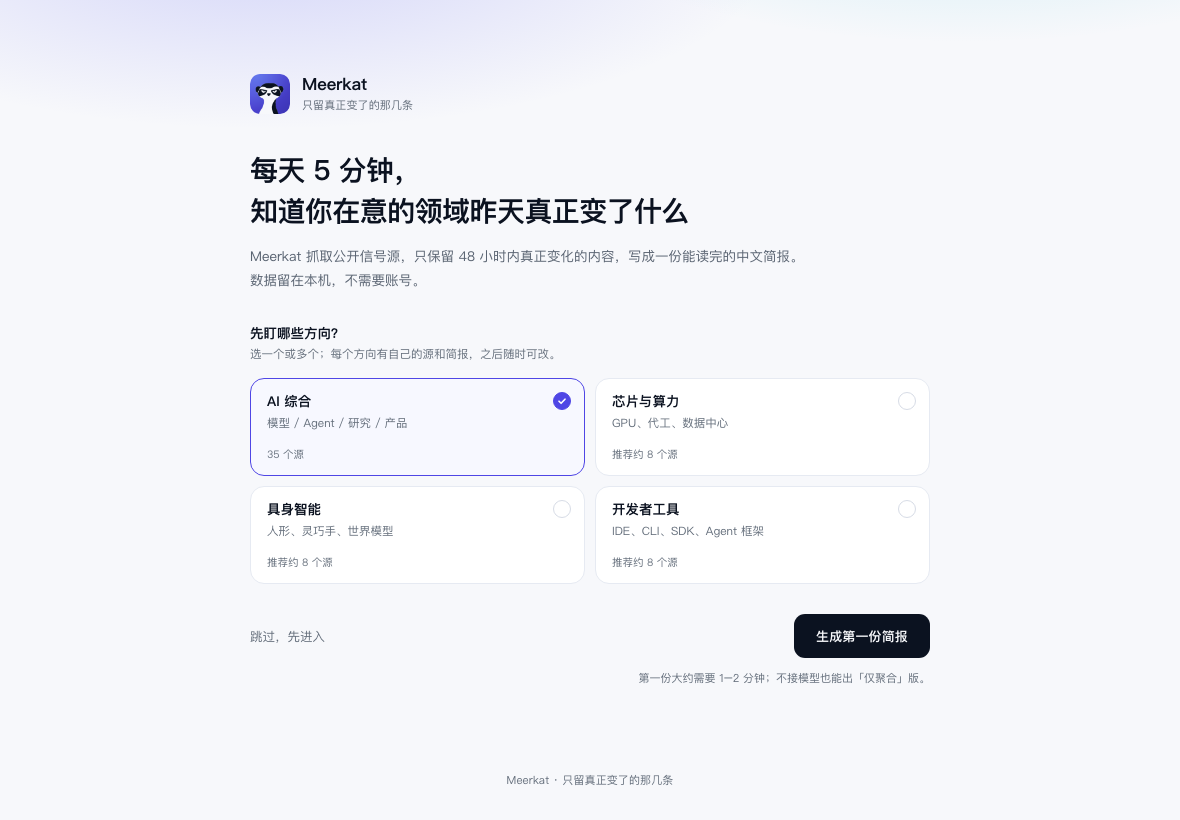 Meerkat
只留真正变了的那几条
每天 5 分钟，
知道你在意的领域昨天真正变了什么
Meerkat 抓取公开信号源，只保留 48 小时内真正变化的内容，写成一份能读完的中文简报。
数据留在本机，不需要账号。
先盯哪些方向？
选一个或多个；每个方向有自己的源和简报，之后随时可改。
AI 综合
模型 / Agent / 研究 / 产品
35 个源
芯片与算力
GPU、代工、数据中心
推荐约 8 个源
具身智能
人形、灵巧手、世界模型
推荐约 8 个源
开发者工具
IDE、CLI、SDK、Agent 框架
推荐约 8 个源
跳过，先进入
生成第一份简报
第一份大约需要 1—2 分钟；不接模型也能出「仅聚合」版。
Meerkat · 只留真正变了的那几条